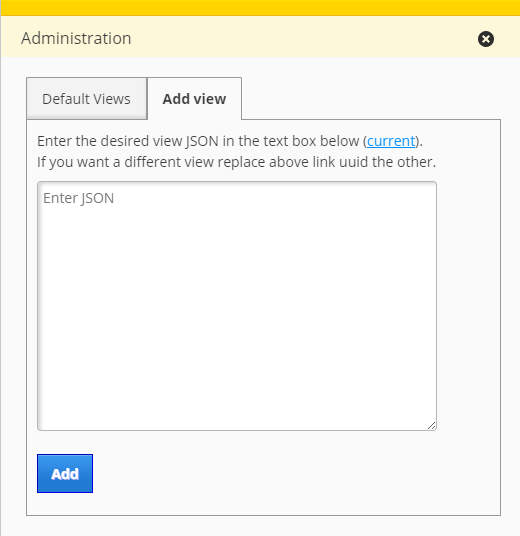 Administration
Default Views
Add view
Enter the desired view JSON in the text box below (current).
If you want a different view replace above link uuid the other.
Enter JSON
Add